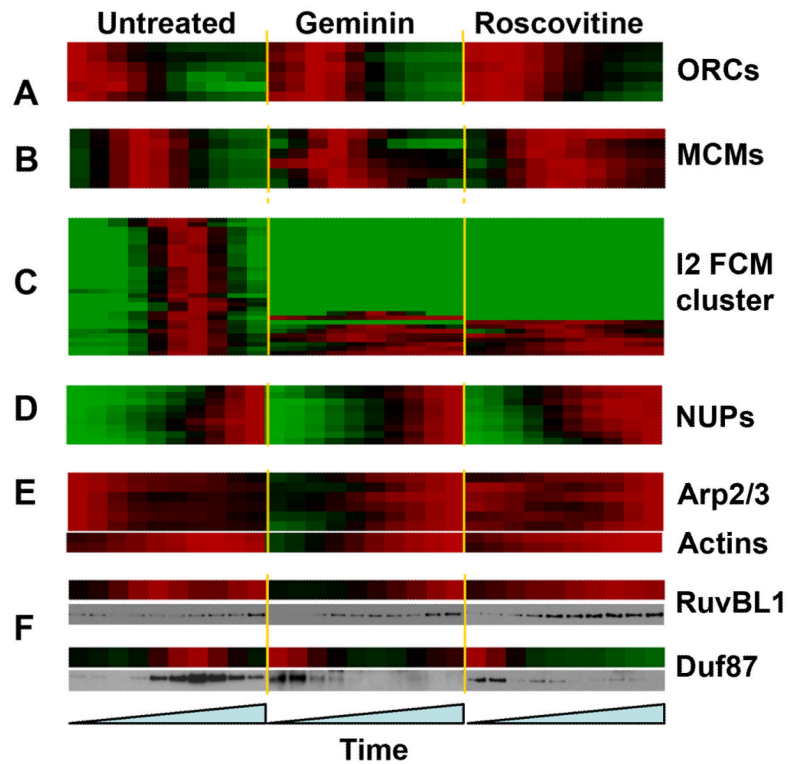 Untreated Geminin Roscovitine
A ORCs
B MCMs
C I2 FCM
cluster
D NUPs
E Arp2/3
Actins
F RuvBL1
Duf87
Time